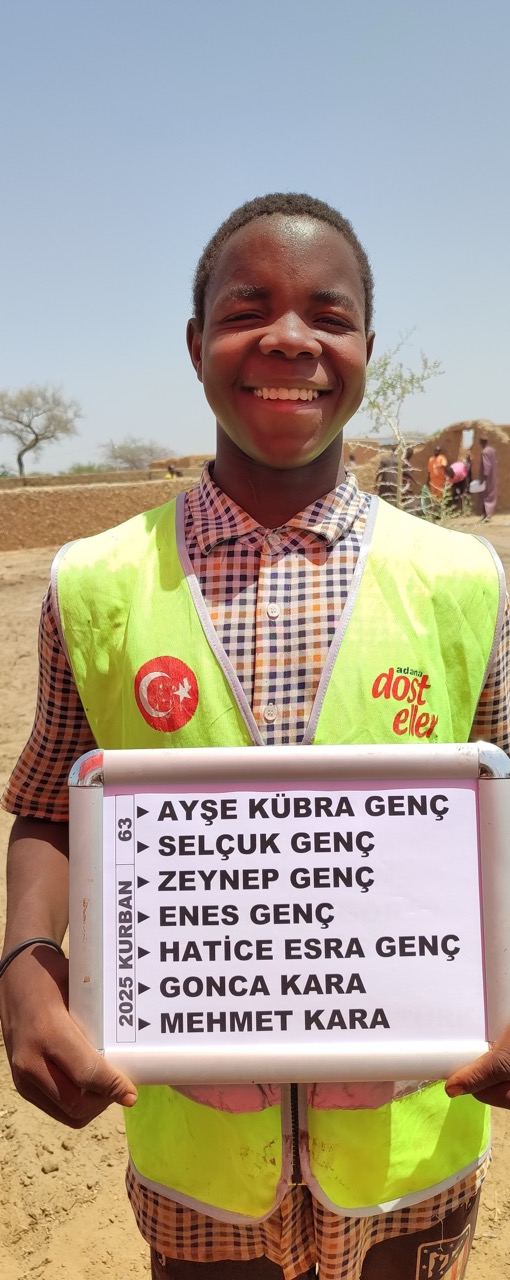 adana
dost
eller
63
2025 KURBAN
AYŞE KÜBRA GENÇ
SELÇUK GENÇ
ZEYNEP GENÇ
ENES GENÇ
HATİCE ESRA GENÇ
GONCA KARA
MEHMET KARA